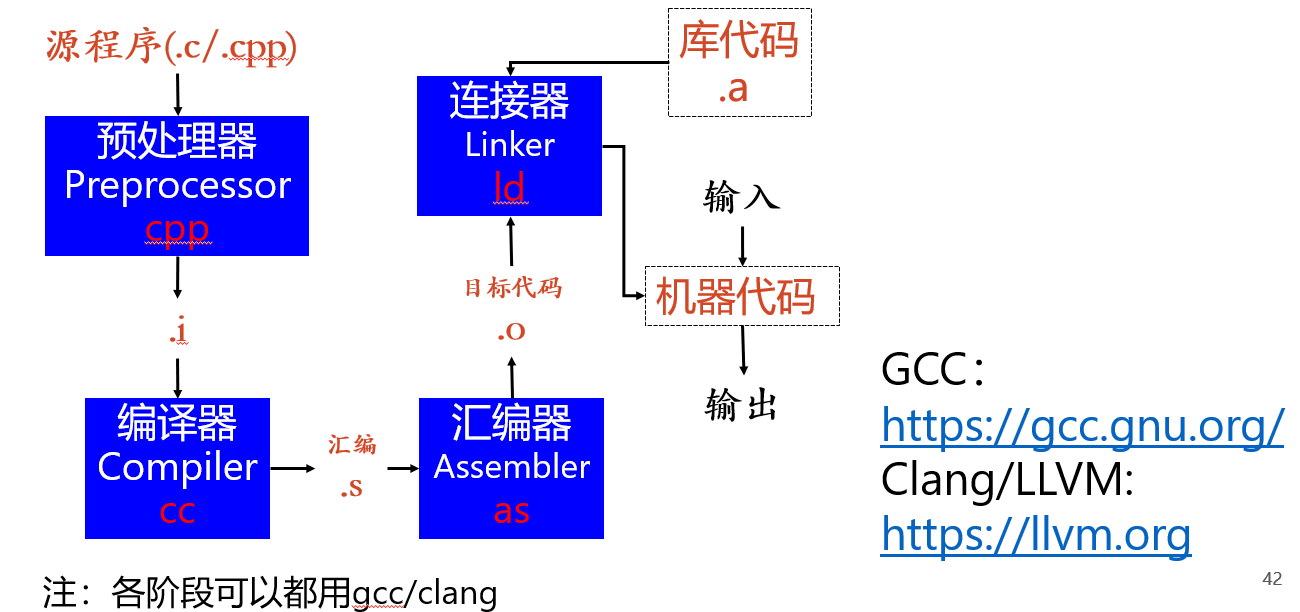 源程序(.c/.cpp)
预处理器
Preprocessor
cpp
.i
编译器
Compiler
cc
汇编
.s
汇编器
Assembler
as
目标代码
.o
连接器
Linker
ld
库代码
.a
输入
机器代码
输出
GCC：
https://gcc.gnu.org/
Clang/LLVM:
https://llvm.org
注：各阶段可以都用gcc/clang
42